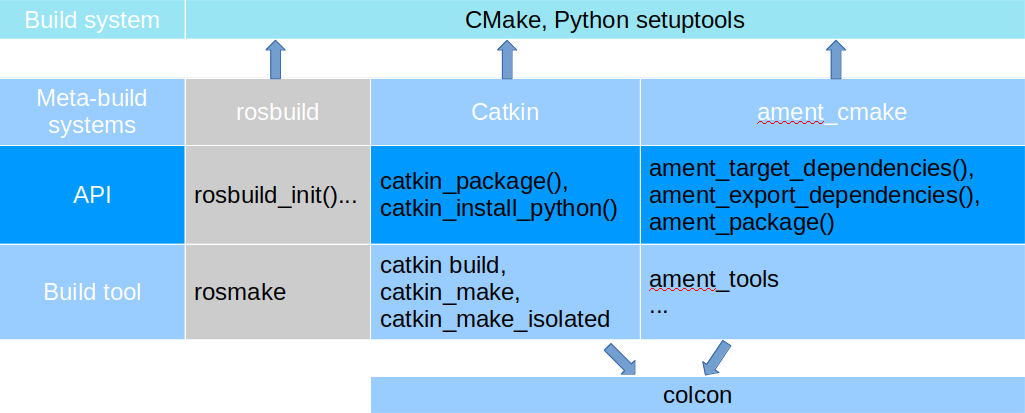 Build system
CMake, Python setuptools
Meta-build
systems
rosbuild
Catkin
ament_cmake
API
rosbuild_init()...
catkin_package(),
catkin_install_python()
ament_target_dependencies(),
ament_export_dependencies(),
ament_package()
Build tool
rosmake
catkin build,
catkin_make,
catkin_make_isolated
ament_tools
...
colcon